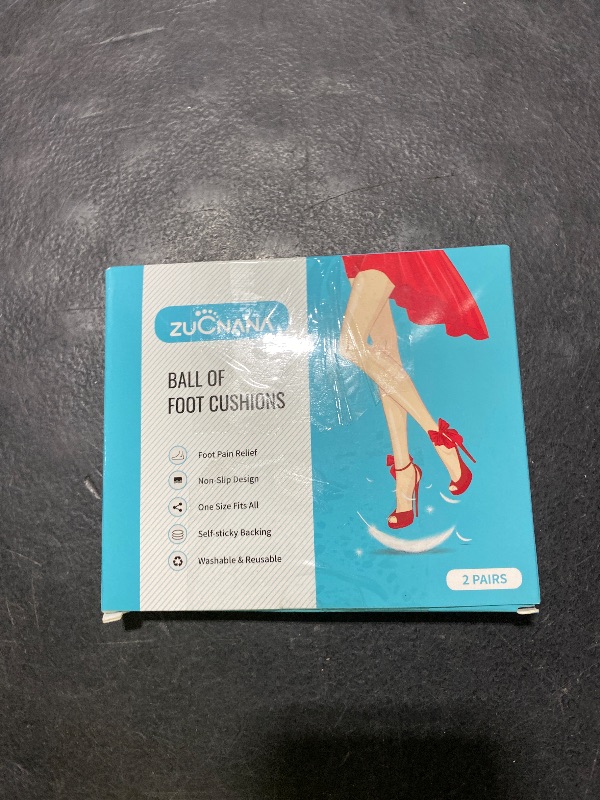 ZUCNANA
BALL OF
FOOT CUSHIONS
Foot Pain Relief
Non-Slip Design
One Size Fits All
Self-sticky Backing
Washable & Reusable
2 PAIRS